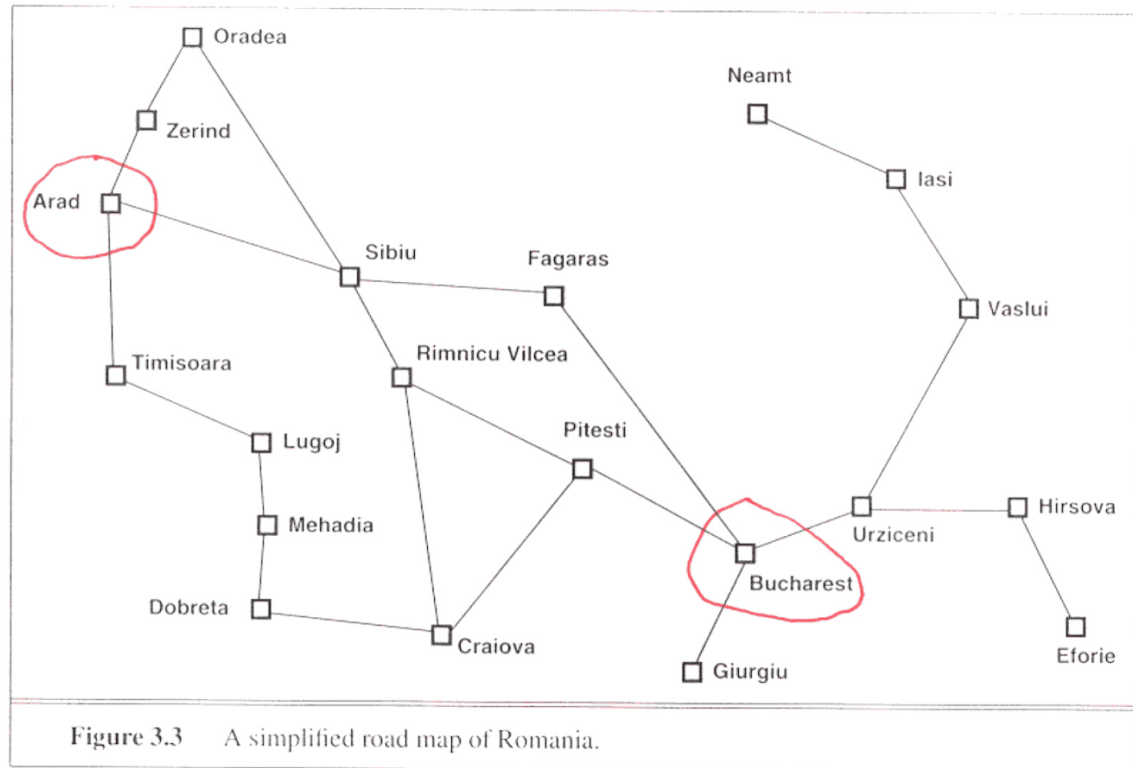 Oradea
Neamt
Zerind
Iasi
Arad
Sibiu
Fagaras
Vaslui
Rimnicu Vilcea
Timisoara
Pitesti
Lugoj
Hirsova
Mehadia
Urziceni
Bucharest
Dobreta
Craiova
Eforie
Giurgiu
Figure 3.3 A simplified road map of Romania.